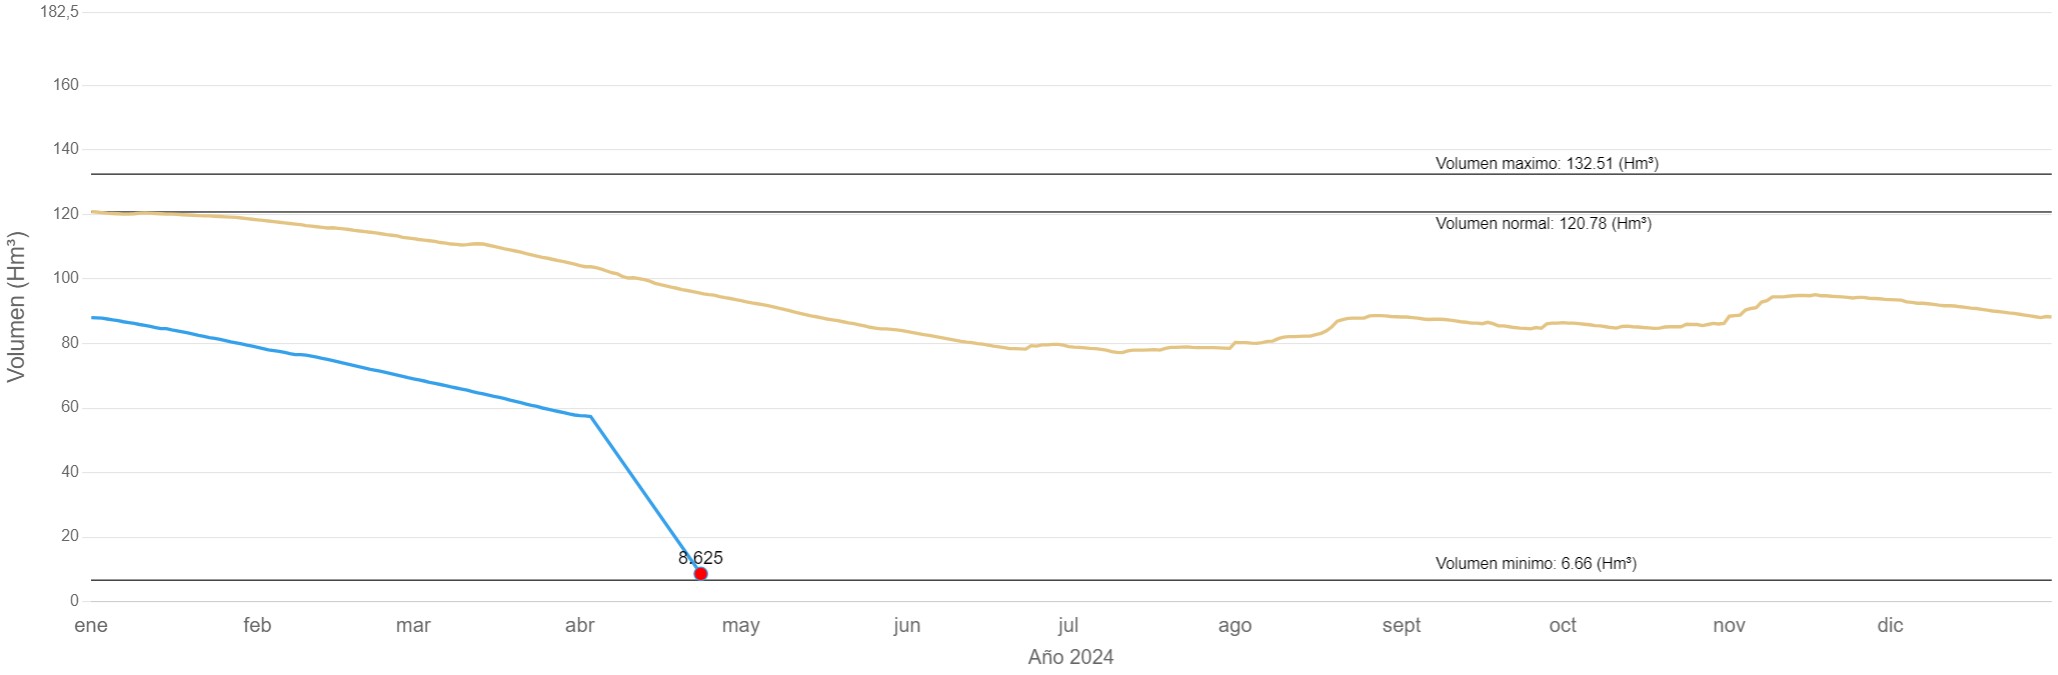 182,5
160
140
120
100
80
60
40
20
0
Volumen (Hm³)
Volumen maximo: 132.51 (Hm³)
Volumen normal: 120.78 (Hm³)
8.625
Volumen minimo: 6.66 (Hm³)
ene feb mar abr may jun jul ago sept oct nov dic
Año 2024